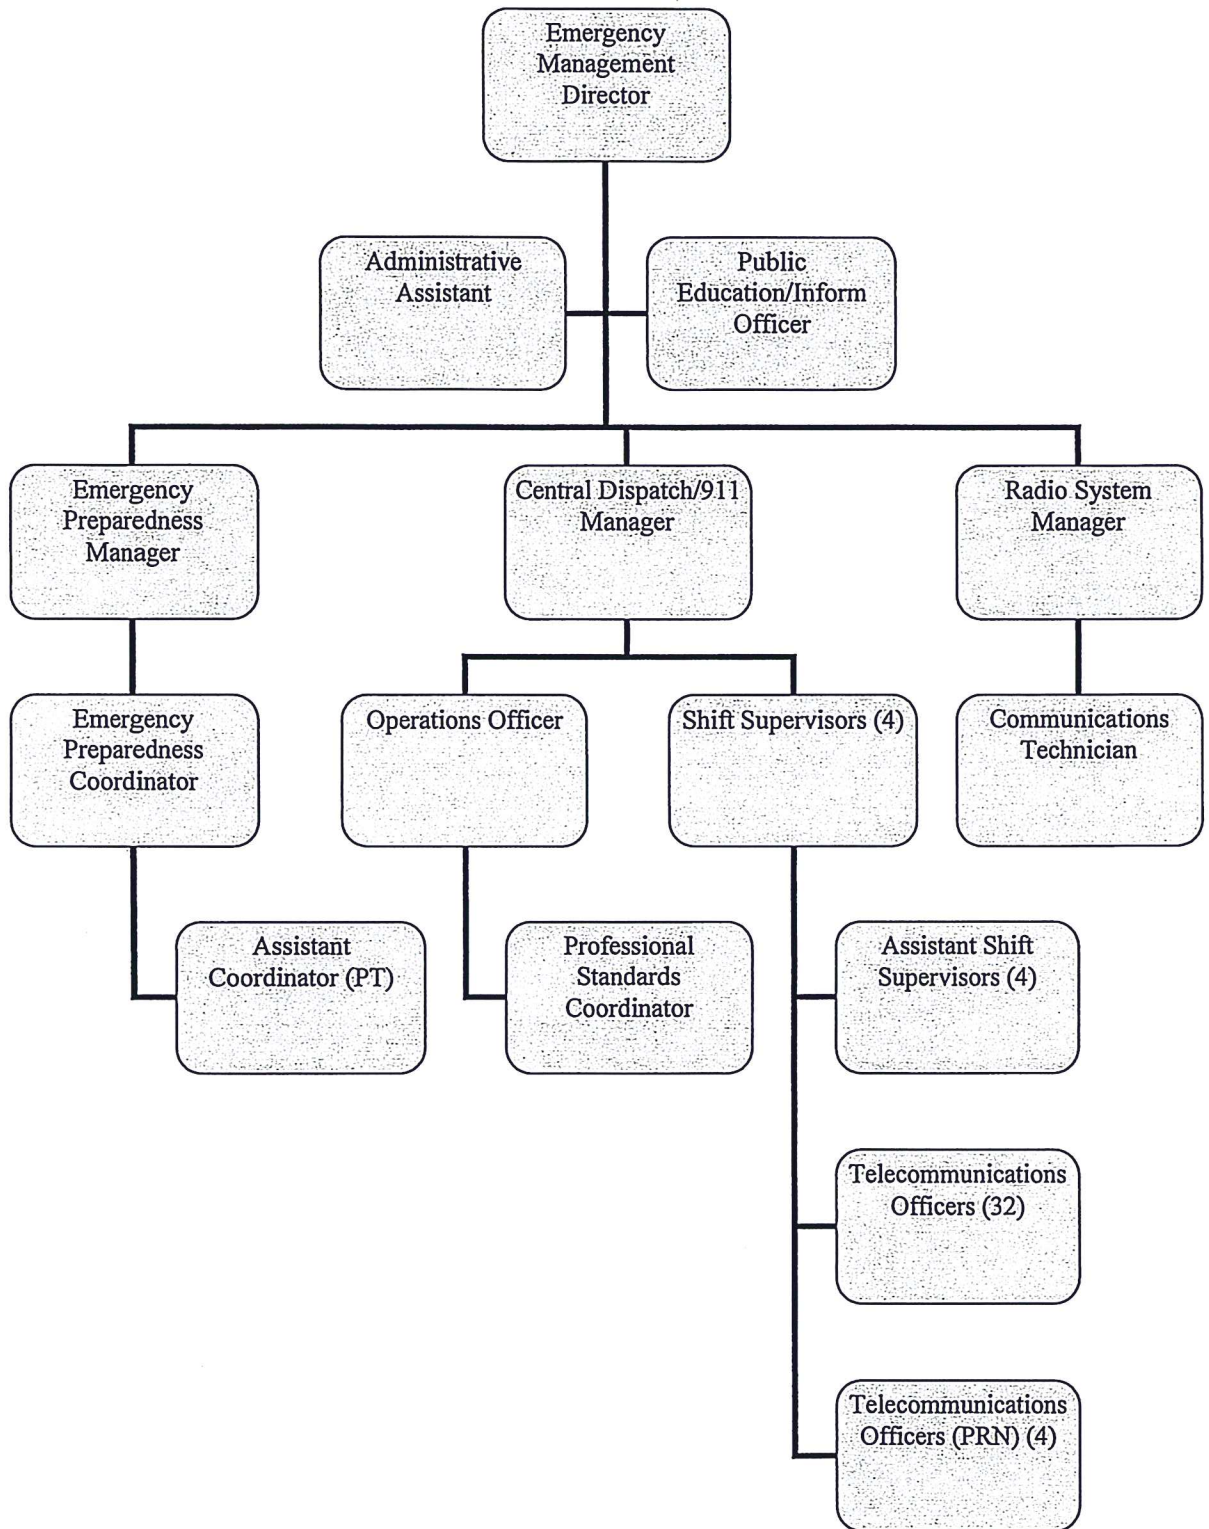 Emergency
Management
Director
Administrative
Assistant
Public
Education/Inform
Officer
Emergency
Preparedness
Manager
Central Dispatch/911
Manager
Radio System
Manager
Emergency
Preparedness
Coordinator
Operations Officer
Shift Supervisors (4)
Communications
Technician
Assistant
Coordinator (PT)
Professional
Standards
Coordinator
Assistant Shift
Supervisors (4)
Telecommunications
Officers (32)
Telecommunications
Officers (PRN) (4)